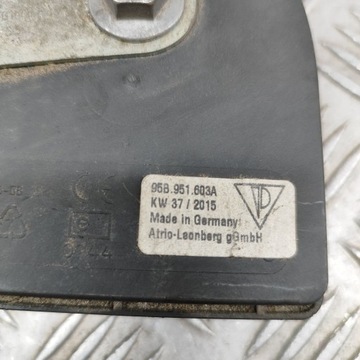 95B.951.603A
KW 37 / 2015
Made in Germany
Atrio-Leonberg gGmbH